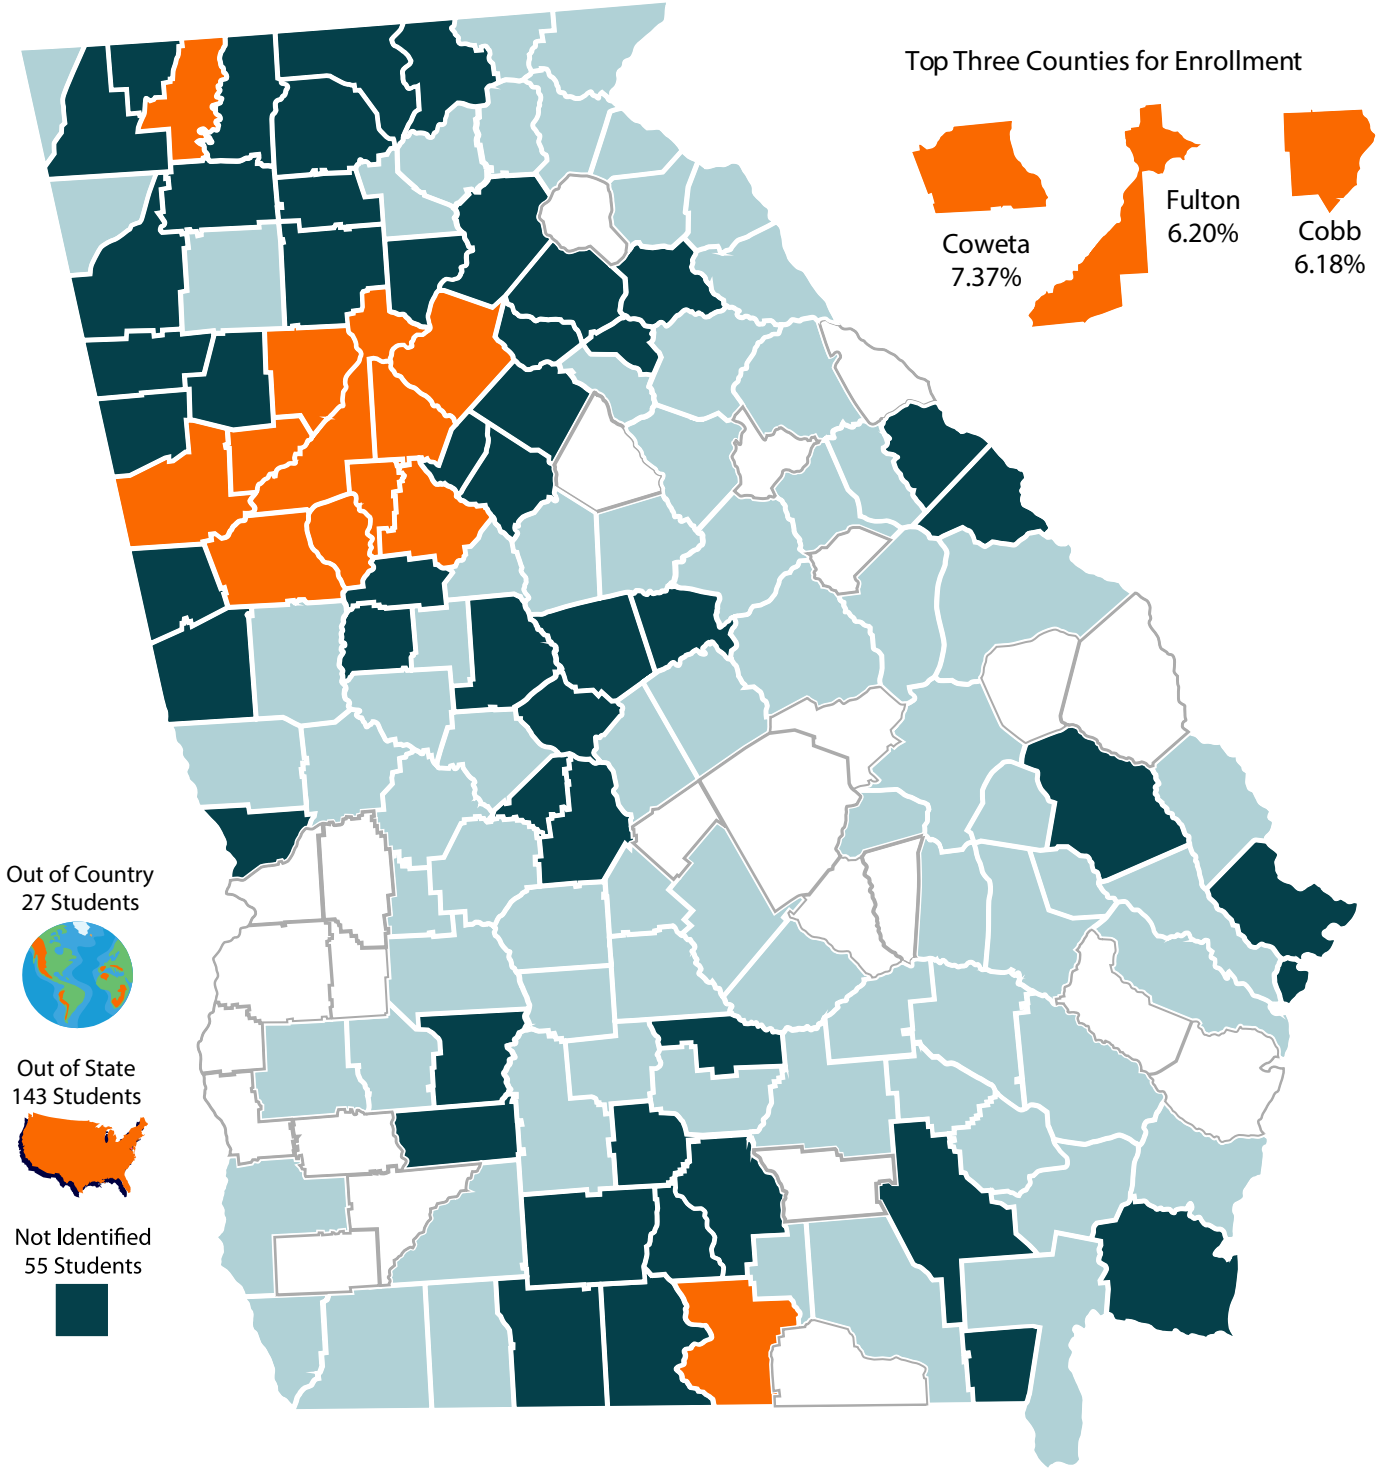 Top Three Counties for Enrollment
Coweta
7.37%
Fulton
6.20%
Cobb
6.18%
Out of Country
27 Students
Out of State
143 Students
Not Identified
55 Students